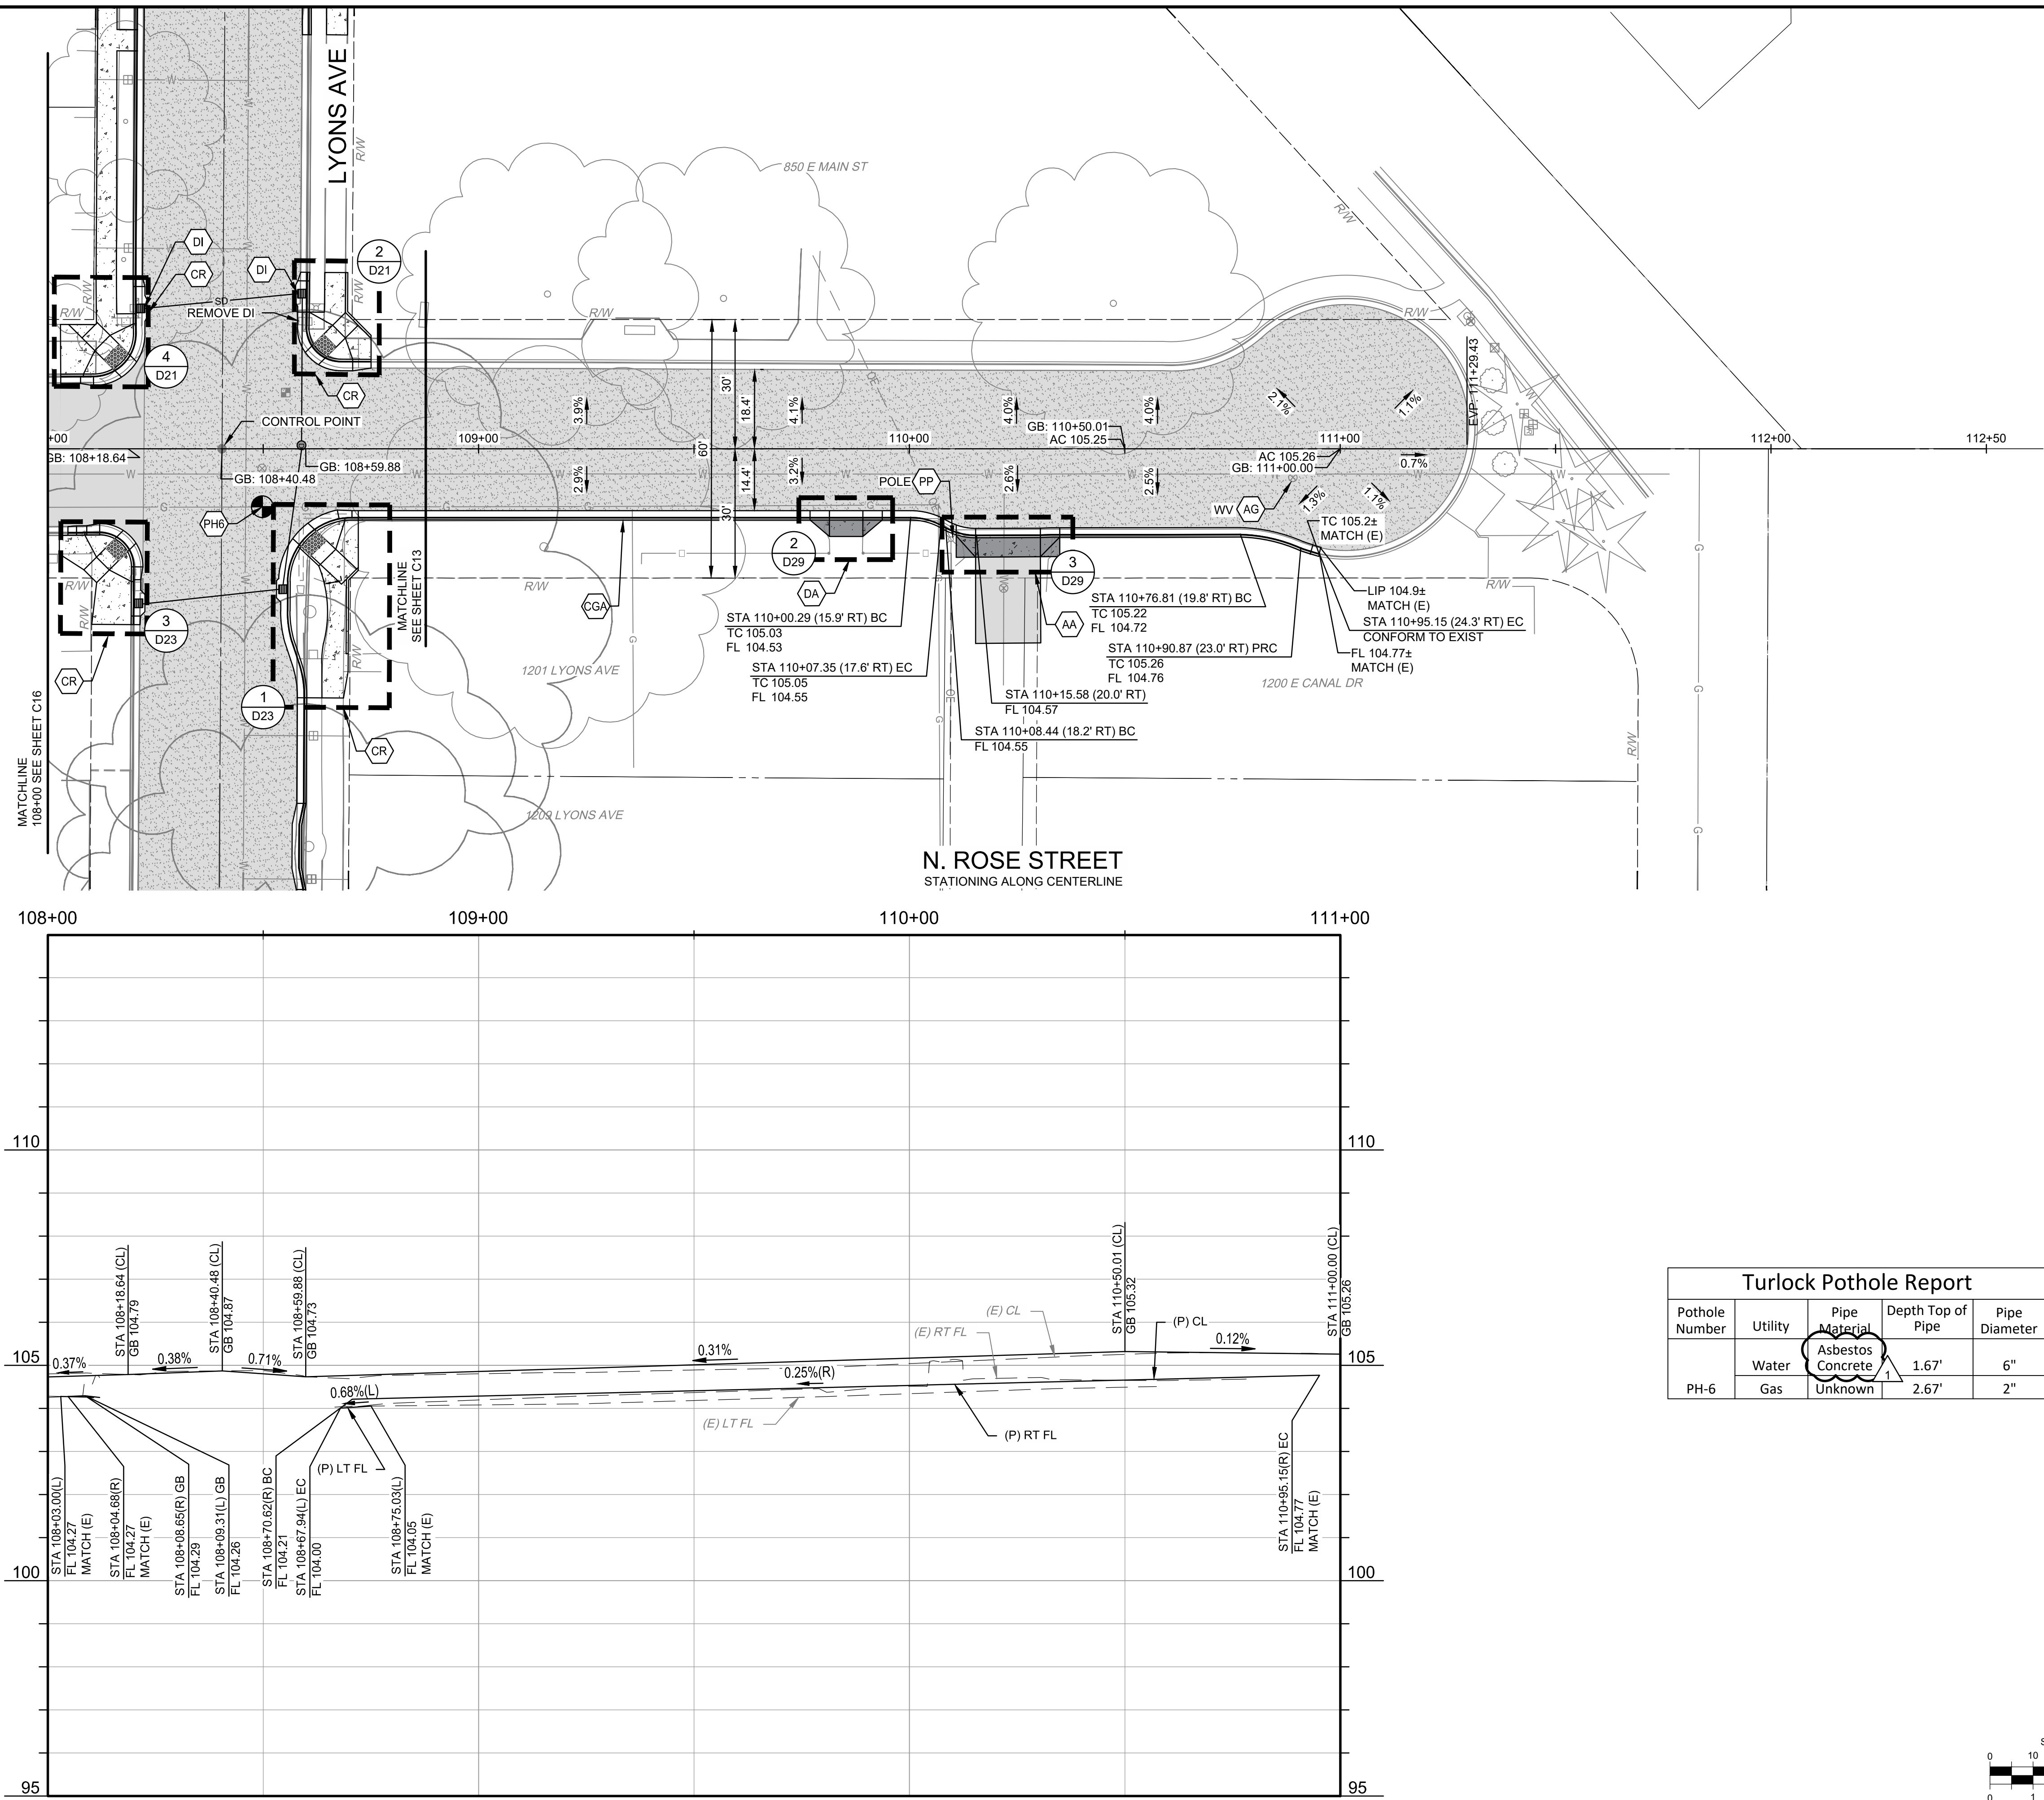 LYONS AVE
R/W
850 E MAIN ST
R/W
DI
CR
DI
2
D21
R/W
R/W
R/W
SD
REMOVE DI
R/W
R/W
R/W
4
D21
CR
CONTROL POINT
+00
GB: 108+18.64
GB: 108+40.48
GB: 108+59.88
109+00
3.9%
2.9%
60'
30'
30'
18.4'
14.4'
4.1%
3.2%
110+00
4.0%
2.6%
OE
GB: 110+50.01
AC 105.25
4.0%
2.5%
2.1%
1.1%
111+00
AC 105.26
GB: 111+00.00
0.7%
1.3%
1.1%
EVP: 111+29.43
112+00
112+50
PH6
POLE
PP
WV
AG
TC 105.2±
MATCH (E)
2
D29
DA
3
D29
AA
CGA
MATCHLINE
SEE SHEET C13
R/W
R/W
R/W
R/W
R/W
3
D23
CR
1
D23
CR
MATCHLINE
108+00 SEE SHEET C16
STA 110+00.29 (15.9' RT) BC
TC 105.03
FL 104.53
STA 110+07.35 (17.6' RT) EC
TC 105.05
FL 104.55
STA 110+76.81 (19.8' RT) BC
TC 105.22
FL 104.72
STA 110+90.87 (23.0' RT) PRC
TC 105.26
FL 104.76
LIP 104.9±
MATCH (E)
STA 110+95.15 (24.3' RT) EC
CONFORM TO EXIST
FL 104.77±
MATCH (E)
STA 110+15.58 (20.0' RT)
FL 104.57
STA 110+08.44 (18.2' RT) BC
FL 104.55
1201 LYONS AVE
1200 E CANAL DR
1209 LYONS AVE
R/W
OE
G
G
G
N. ROSE STREET
STATIONING ALONG CENTERLINE
108+00
109+00
110+00
111+00
110
110
105
105
100
100
95
95
STA 108+18.64 (CL)
GB 104.79
STA 108+40.48 (CL)
GB 104.87
STA 108+59.88 (CL)
GB 104.73
STA 110+50.01 (CL)
GB 105.32
STA 111+00.00 (CL)
GB 105.26
0.37%
0.38%
0.71%
0.31%
0.12%
0.25%(R)
0.68%(L)
(E) CL
(E) RT FL
(P) CL
(E) LT FL
(P) RT FL
(P) LT FL
STA 108+03.00(L)
FL 104.27
MATCH (E)
STA 108+04.68(R)
FL 104.27
MATCH (E)
STA 108+08.65(R) GB
FL 104.29
STA 108+09.31(L) GB
FL 104.26
STA 108+70.62(R) BC
FL 104.21
STA 108+67.94(L) EC
FL 104.00
STA 108+75.03(L)
FL 104.05
MATCH (E)
STA 110+95.15(R) EC
FL 104.77
MATCH (E)
Turlock Pothole Report
Pothole Number Utility Pipe Material Depth Top of Pipe Pipe Diameter
PH-6 Water Asbestos Concrete 1.67' 6"
1
Gas Unknown 2.67' 2"
0 10
0 1